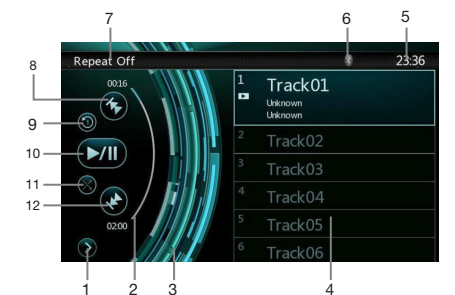 7
6
5
Repeat Off
23:36
8
00:16
1
Track01
Unknown
Unknown
9
10
2
Track02
3
Track03
11
4
Track04
12
5
Track05
02:00
6
Track06
1
2
3
4